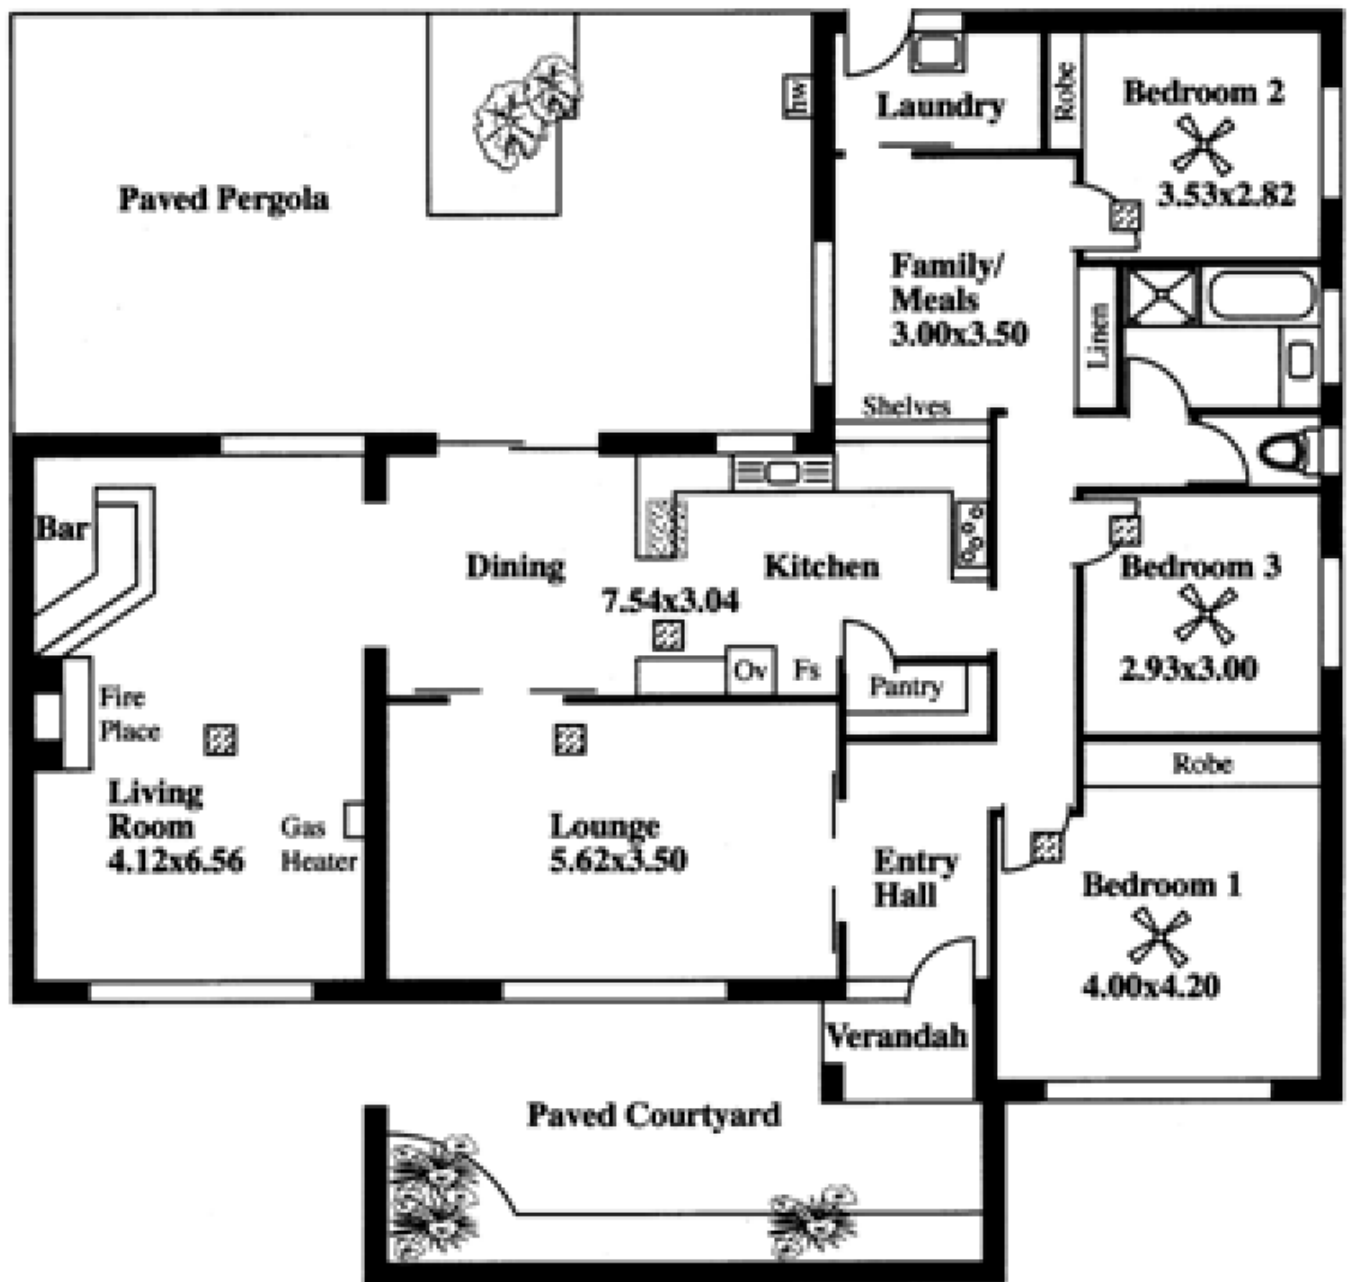 Laundry
Robe
Bedroom 2
3.53x2.82
hw
Paved Pergola
Family/
Meals
3.00x3.50
Linen
Shelves
Bar
Dining
Kitchen
7.54x3.04
Bedroom 3
2.93x3.00
Ov
Fs
Pantry
Fire
Place
Robe
Living
Room
4.12x6.56
Gas
Heater
Lounge
5.62x3.50
Entry
Hall
Bedroom 1
4.00x4.20
Verandah
Paved Courtyard